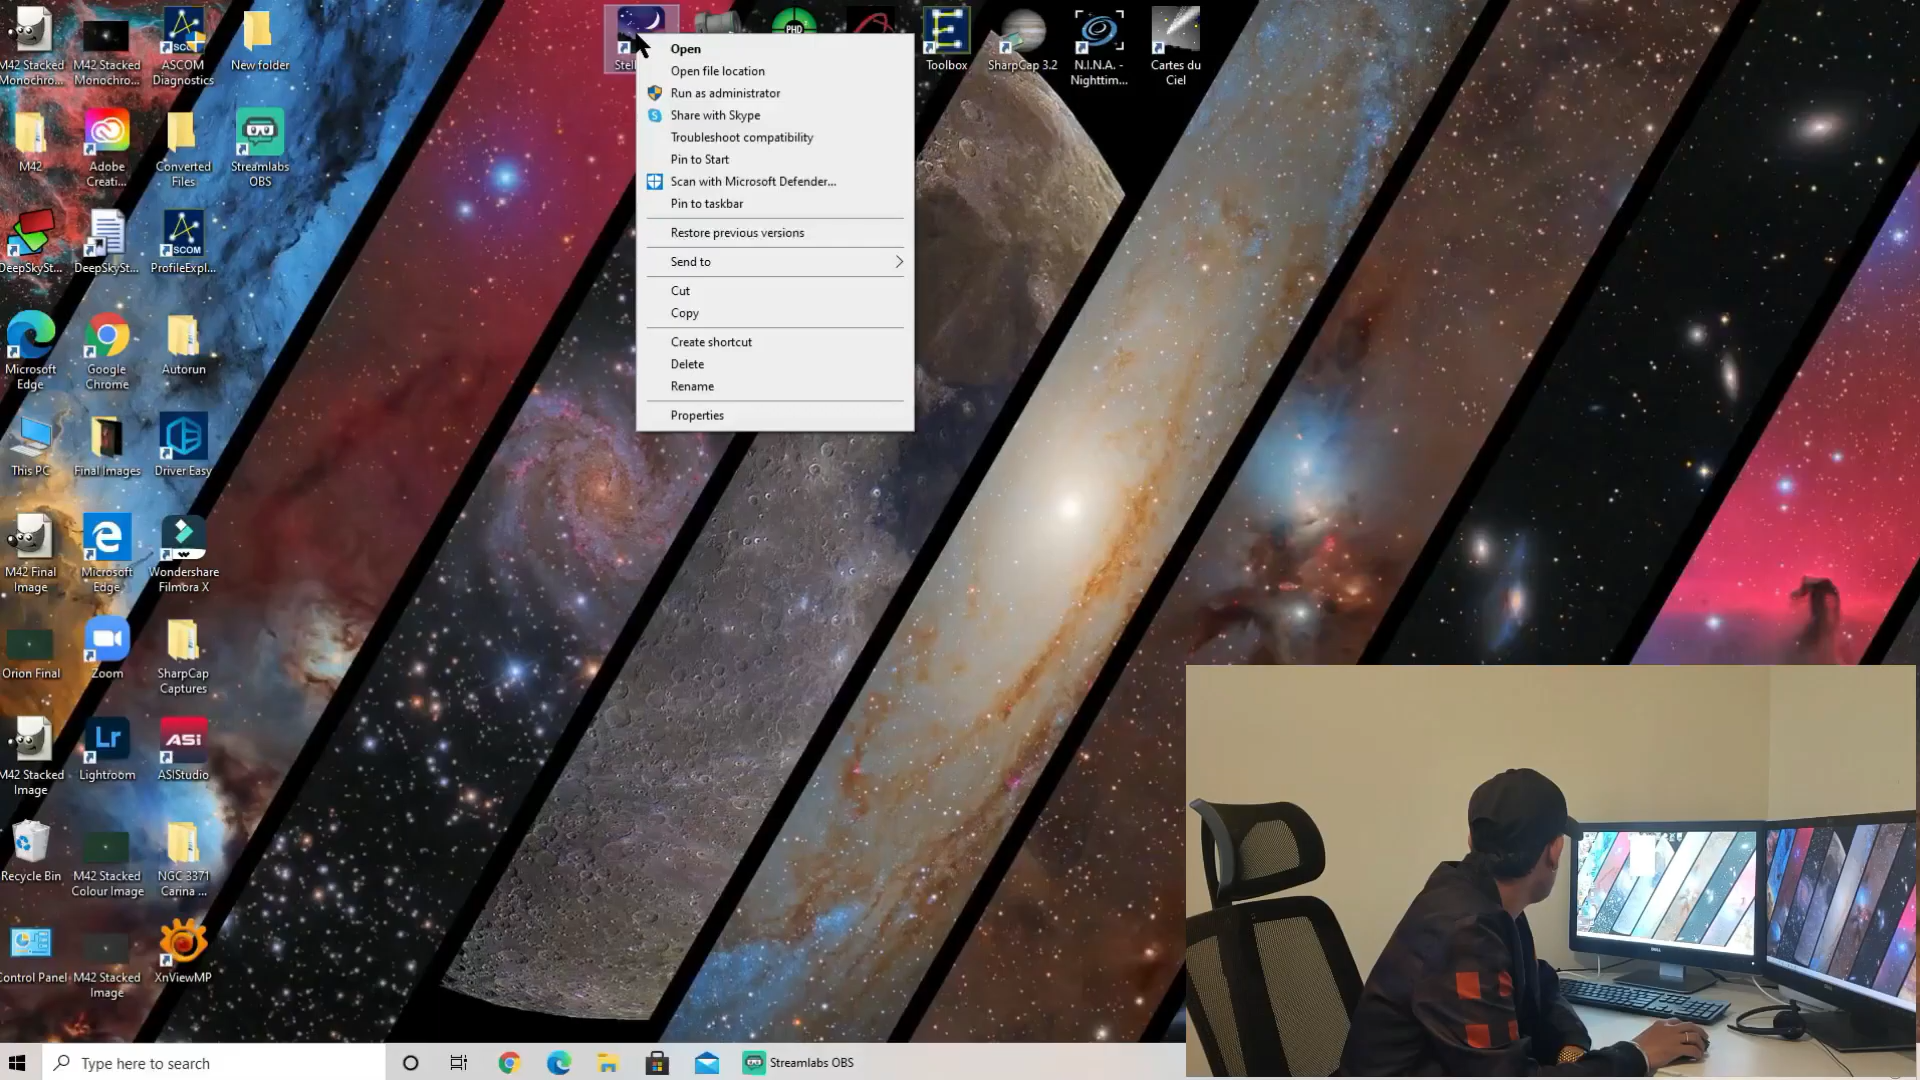 M42 Stacked
Monochro...
M42 Stacked
Monochro...
ASCOM
Diagnostics
New folder
M42
Adobe
Creati...
Converted
Files
Streamlabs
OBS
DeepSkySt...
DeepSkySt...
SCOM
ProfileExpl...
Microsoft
Edge
Google
Chrome
Autorun
This PC
Final Images
Driver Easy
M42 Final
Image
Microsoft
Edge
Wondershare
Filmora X
Orion Final
Zoom
SharpCap
Captures
M42 Stacked
Image
Lr
Lightroom
ASI
ASIStudio
Recycle Bin
M42 Stacked
Colour Image
NGC 3371
Carina ...
Control Panel
M42 Stacked
Image
XnViewMP
PHD
Toolbox
SharpCap 3.2
N.I.N.A. -
Nighttim...
Cartes du
Ciel
Open
Open file location
Run as administrator
Share with Skype
Troubleshoot compatibility
Pin to Start
Scan with Microsoft Defender...
Pin to taskbar
Restore previous versions
Send to
Cut
Copy
Create shortcut
Delete
Rename
Properties
Type here to search
Streamlabs OBS